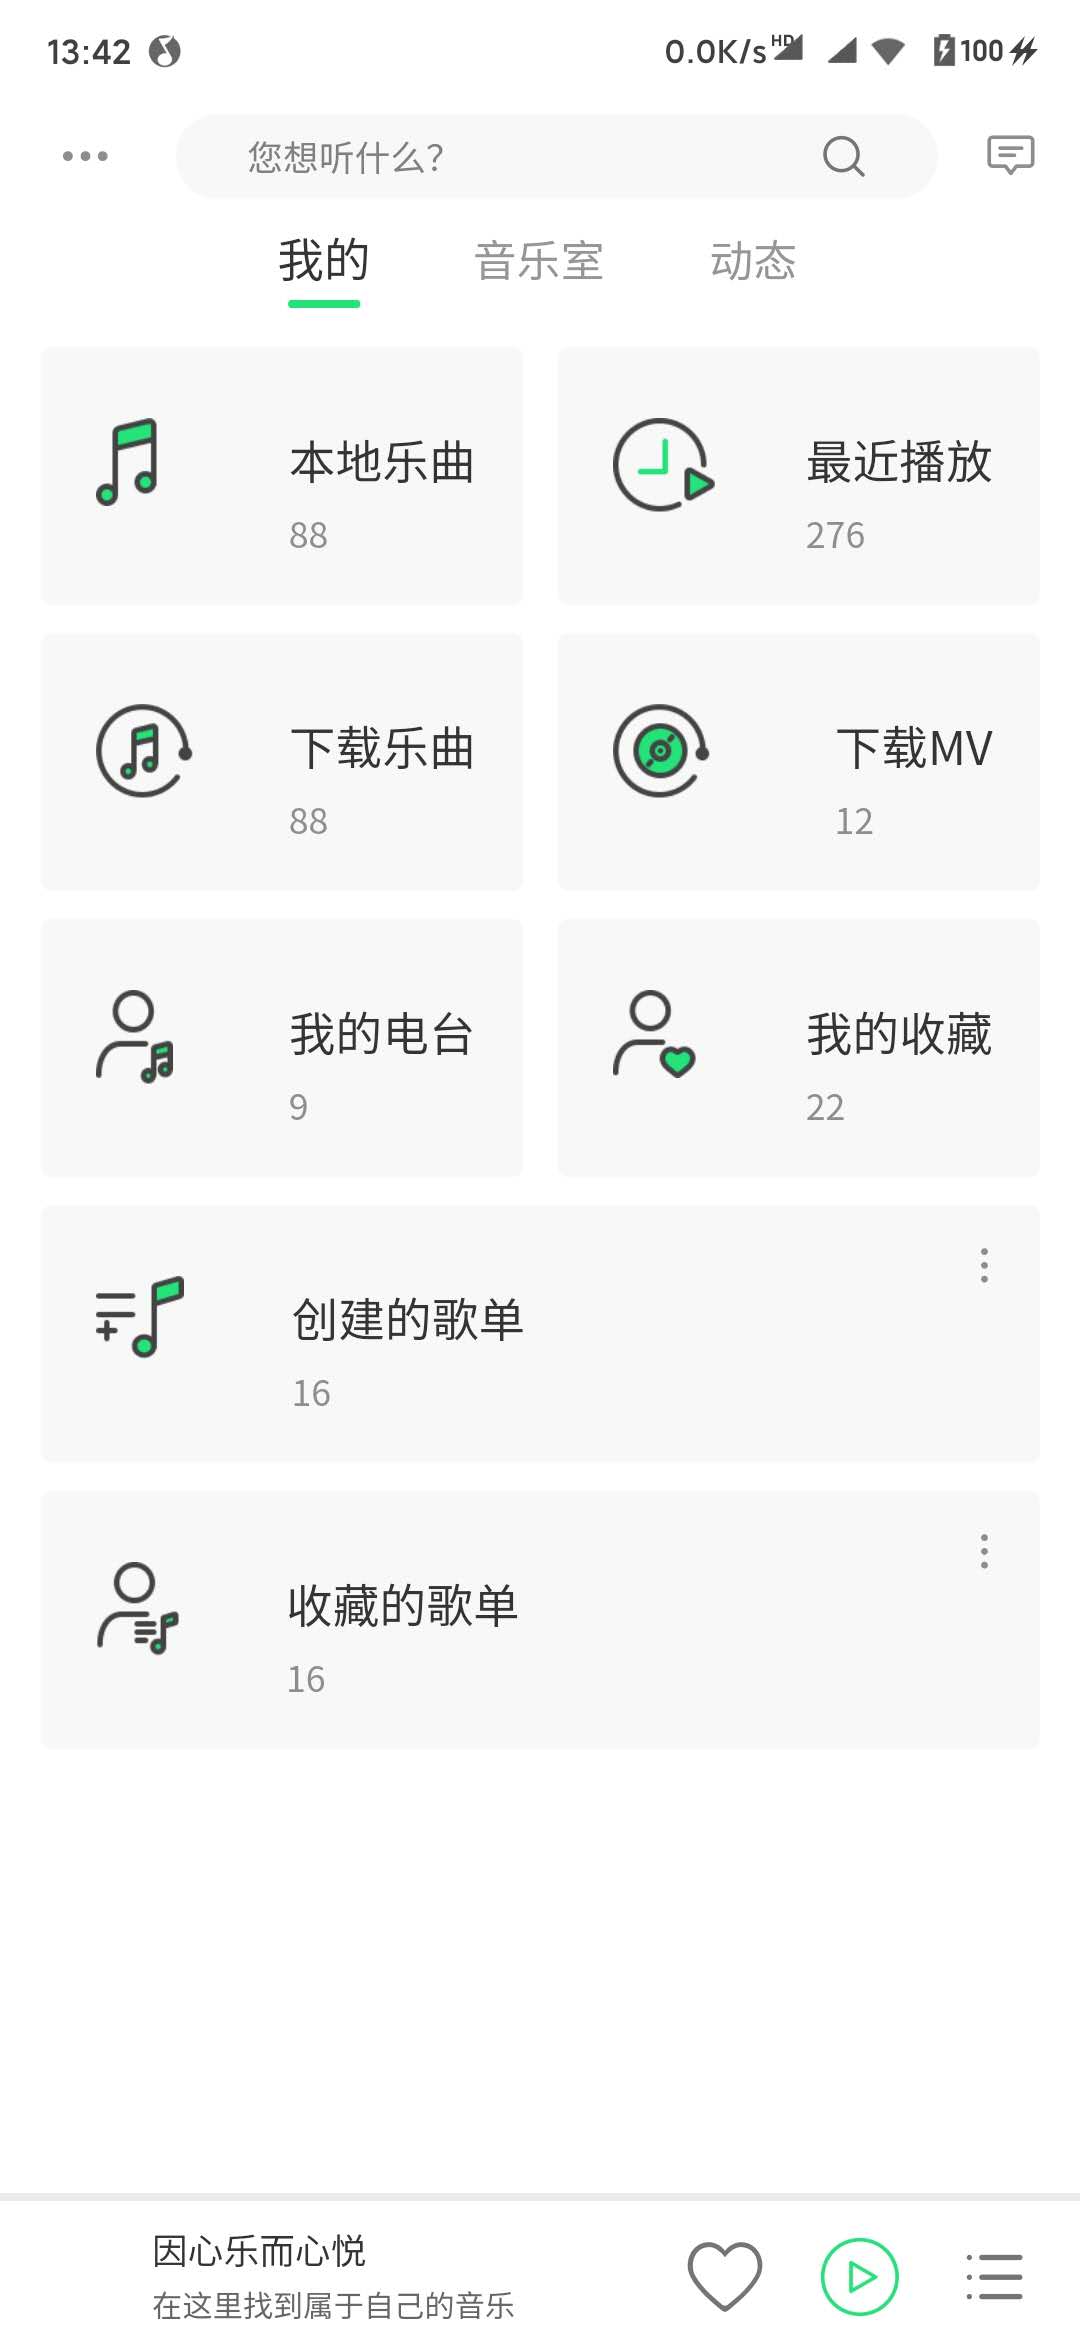 13:42 0.0K/s HD 100
您想听什么？
我的 音乐室 动态
本地乐曲 最近播放
88 276
下载乐曲 下载MV
88 12
我的电台 我的收藏
9 22
创建的歌单
16
收藏的歌单
16
因心乐而心悦
在这里找到属于自己的音乐